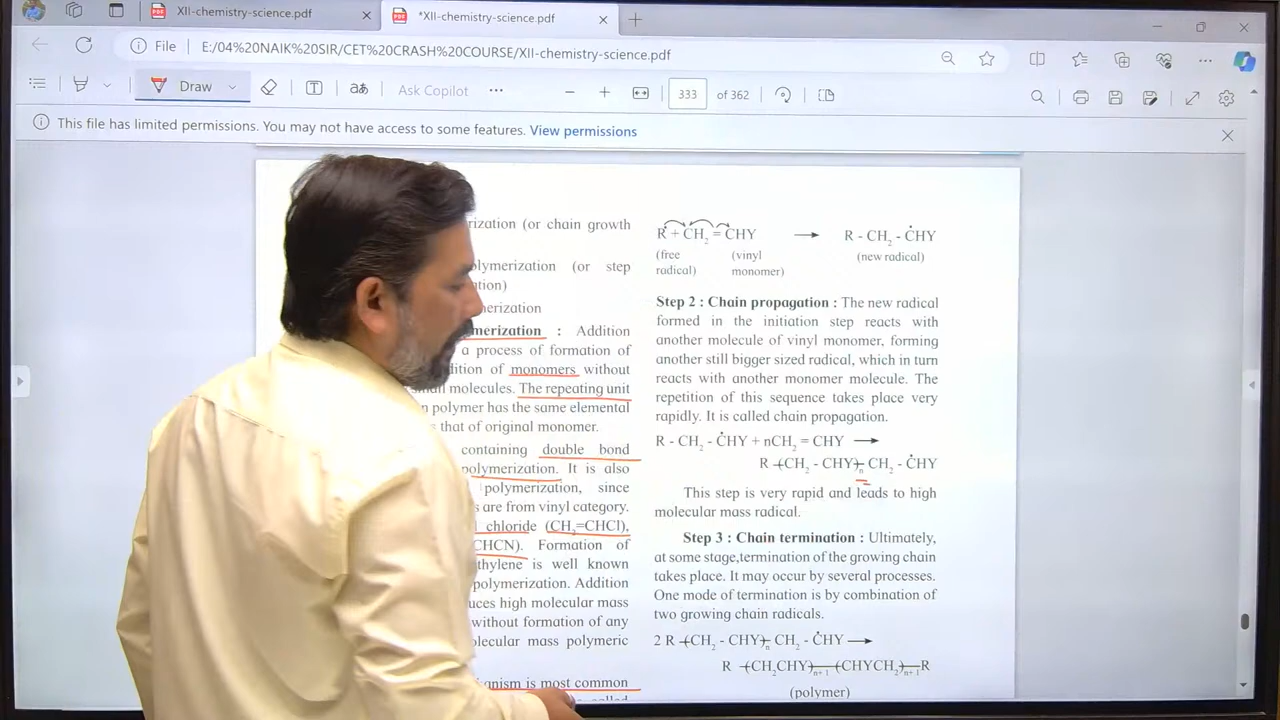 XII-chemistry-science.pdf
*XII-chemistry-science.pdf
File
E:/04%20NAIK%20SIR/CET%20CRASH%20COURSE/XII-chemistry-science.pdf
Draw
aあ
Ask Copilot
333 of 362
This file has limited permissions. You may not have access to some features. View permissions
rization (or chain growth
olymerization (or step
tion)
merization
merization : Addition
a process of formation of
dition of monomers without
small molecules. The repeating unit
n polymer has the same elemental
s that of original monomer.
containing double bond
polymerization. It is also
polymerization, since
s are from vinyl category.
chloride (CH2=CHCl),
CHCN). Formation of
thylene is well known
polymerization. Addition
uces high molecular mass
without formation of any
olecular mass polymeric
anism is most common
called
R + CH2 = CHY → R - CH2 - ĊHY
(free radical) (vinyl monomer) (new radical)
Step 2 : Chain propagation : The new radical
formed in the initiation step reacts with
another molecule of vinyl monomer, forming
another still bigger sized radical, which in turn
reacts with another monomer molecule. The
repetition of this sequence takes place very
rapidly. It is called chain propagation.
R - CH2 - ĊHY + nCH2 = CHY →
R -(CH2 - CHY)-n CH2 - ĊHY
This step is very rapid and leads to high
molecular mass radical.
Step 3 : Chain termination : Ultimately,
at some stage,termination of the growing chain
takes place. It may occur by several processes.
One mode of termination is by combination of
two growing chain radicals.
2 R -(CH2 - CHY)-n CH2 - ĊHY →
R -(CH2CHY)-n+1 -(CHYCH2)-n+1 R
(polymer)